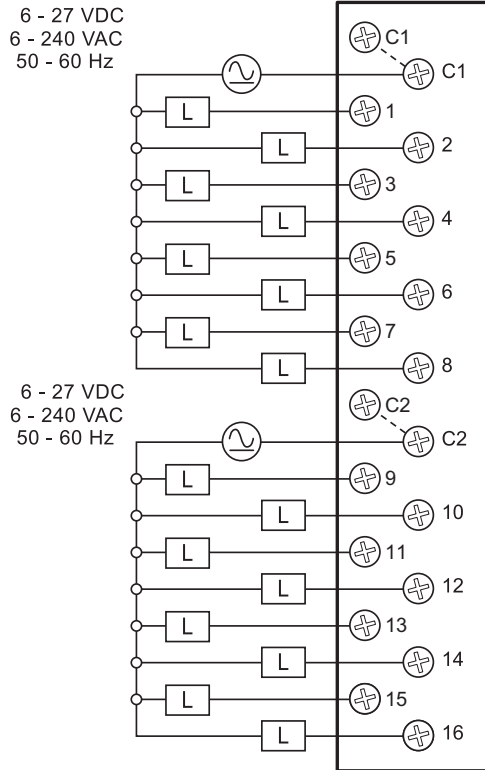 6 - 27 VDC
6 - 240 VAC
50 - 60 Hz
C1
C1
L 1
L 2
L 3
L 4
L 5
L 6
L 7
L 8
6 - 27 VDC
6 - 240 VAC
50 - 60 Hz
C2
C2
L 9
L 10
L 11
L 12
L 13
L 14
L 15
L 16